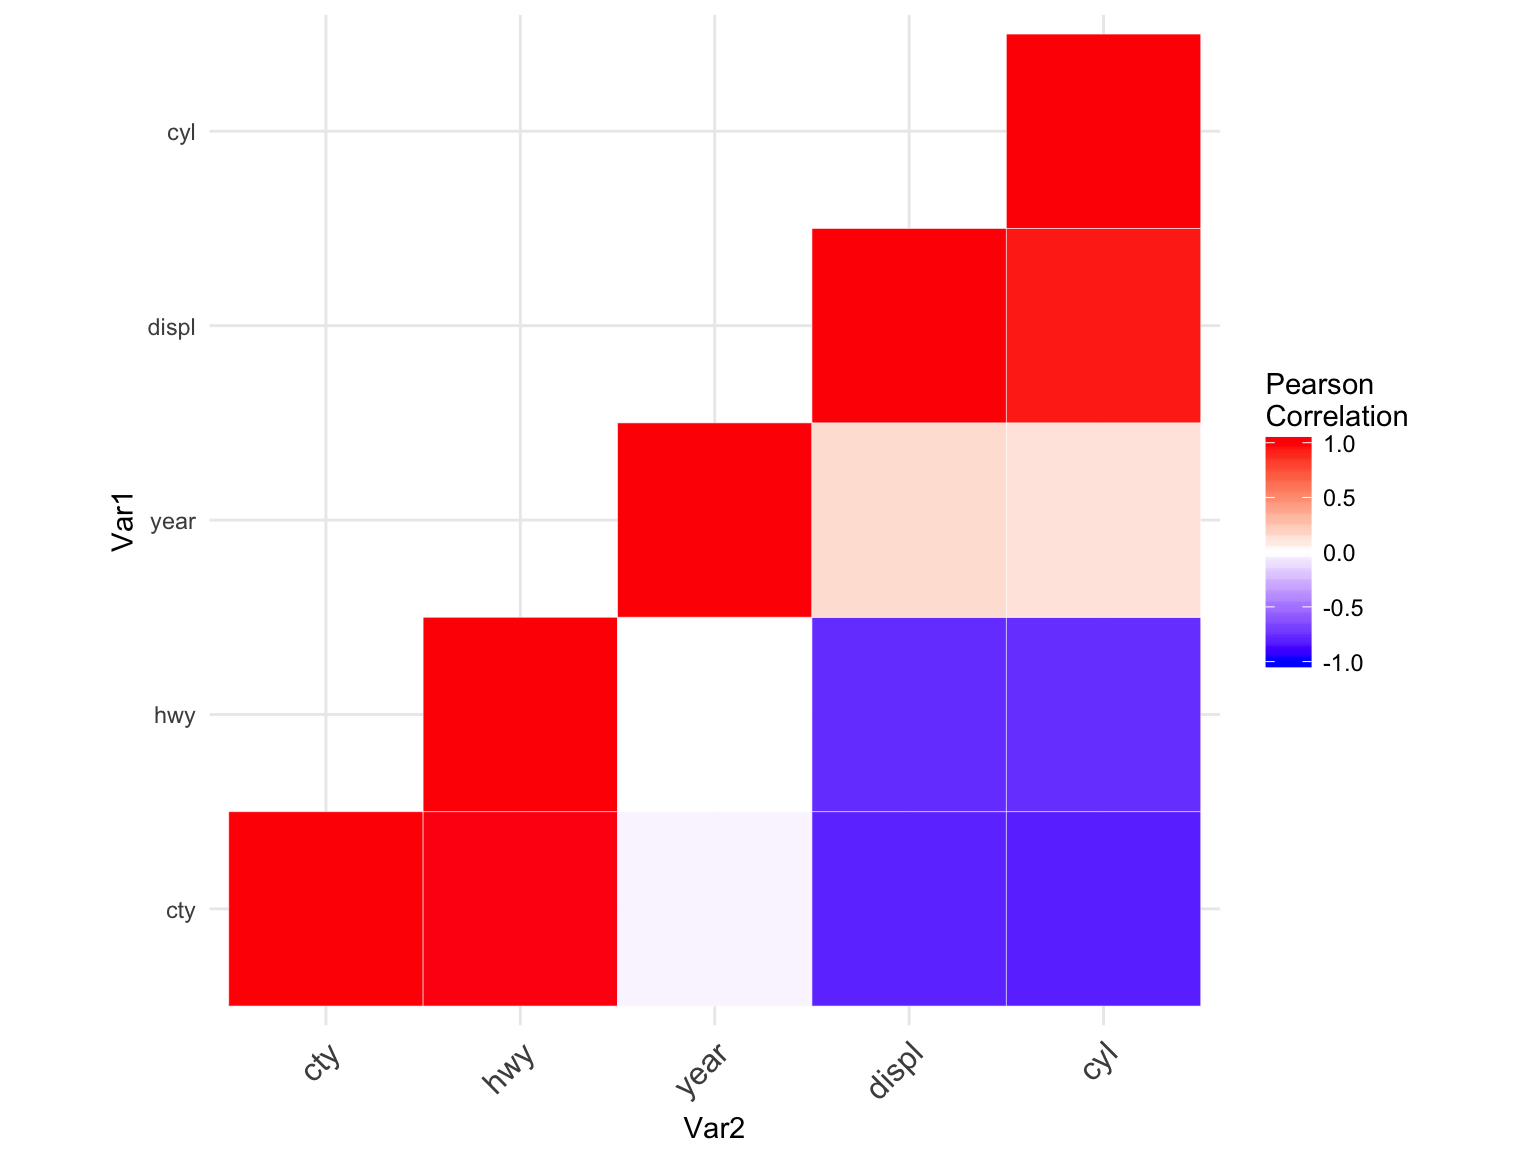 cyl
displ
year
hwy
cty
Var1
cty
hwy
year
displ
cyl
Var2
Pearson
Correlation
1.0
0.5
0.0
-0.5
-1.0